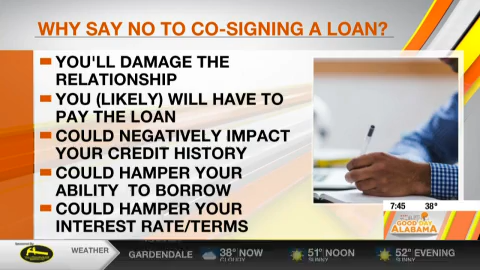 WHY SAY NO TO CO-SIGNING A LOAN?
YOU'LL DAMAGE THE
RELATIONSHIP
YOU (LIKELY) WILL HAVE TO
PAY THE LOAN
COULD NEGATIVELY IMPACT
YOUR CREDIT HISTORY
COULD HAMPER YOUR
ABILITY TO BORROW
COULD HAMPER YOUR
INTEREST RATE/TERMS
7:45 38°
GOOD DAY
ALABAMA
WEATHER
GARDENDALE
38° NOW
CLOUDY
51° NOON
SUNNY
52° EVENING
SUNNY